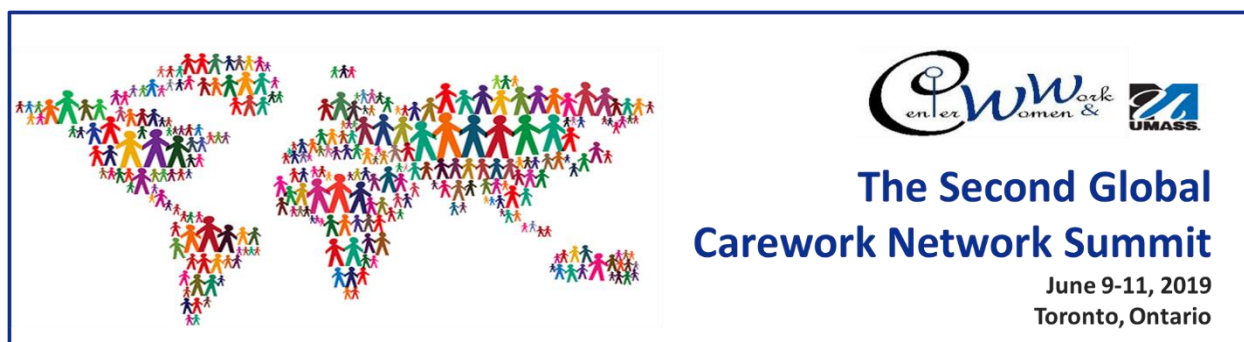 Center Women & Work
UMASS.
The Second Global
Carework Network Summit
June 9-11, 2019
Toronto, Ontario